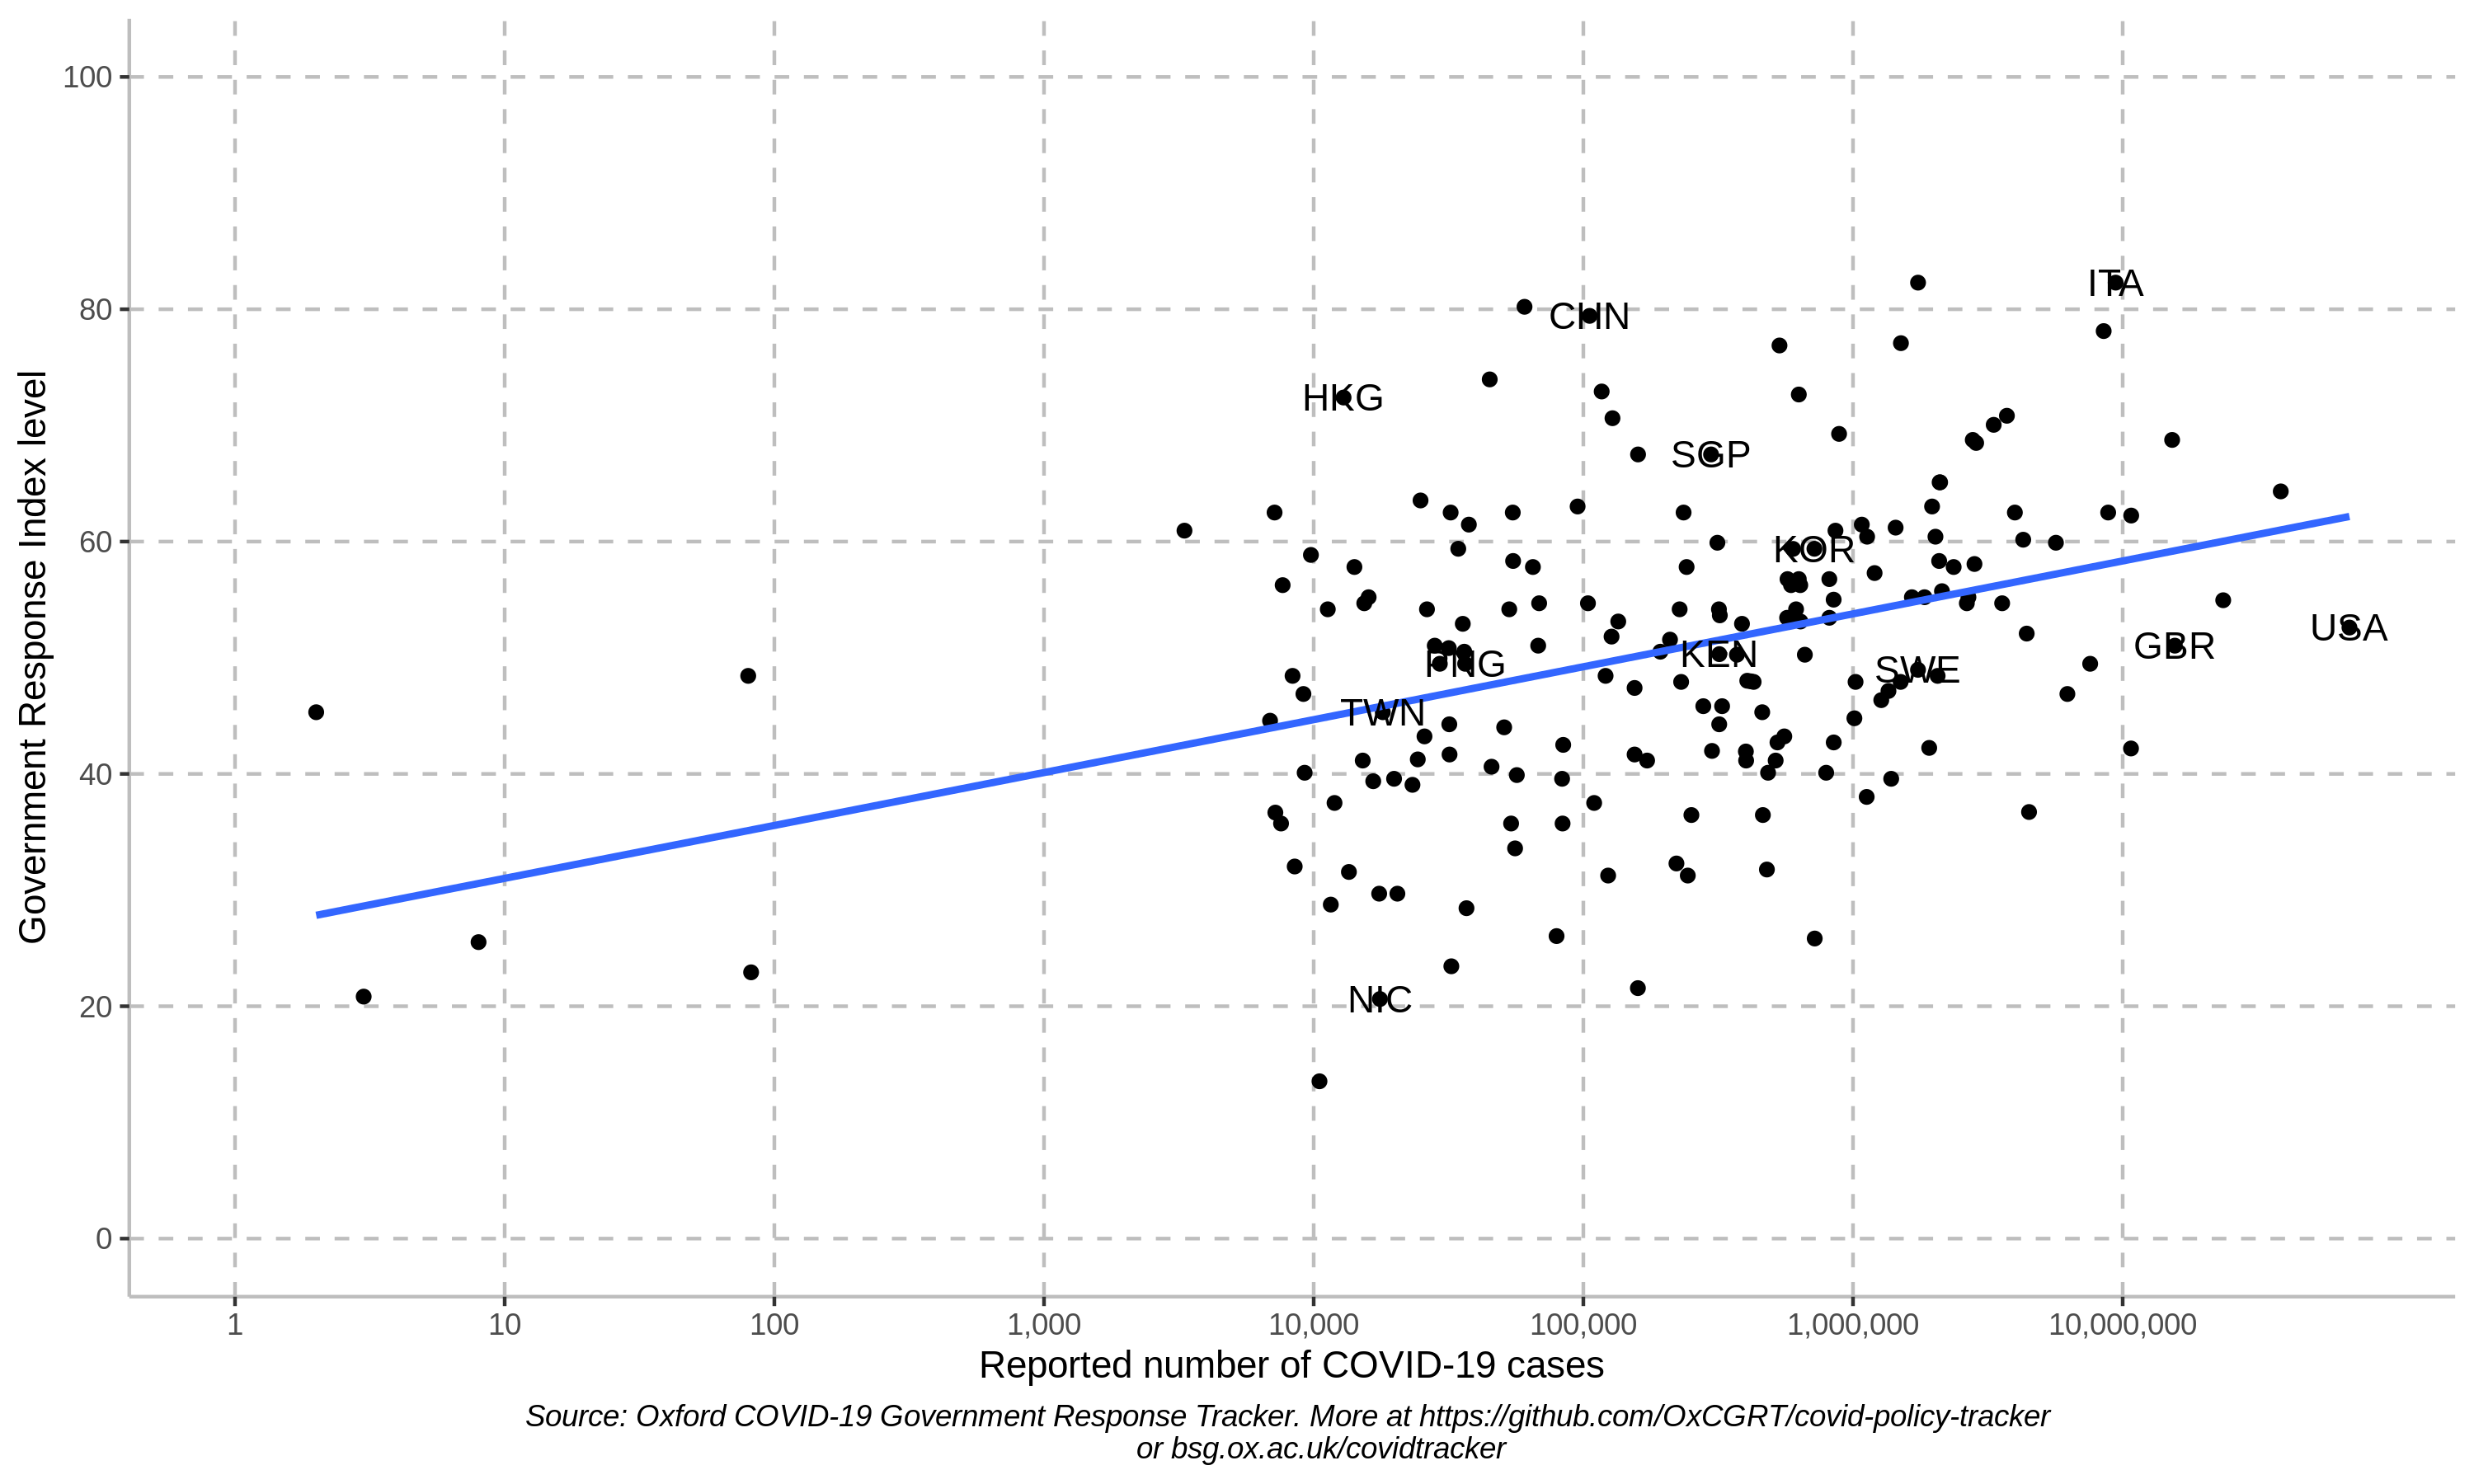 Government Response Index level
100
80
60
40
20
0
ITA
CHN
HKG
SGP
KOR
USA
GBR
KEN
PNG
SWE
TWN
NIC
1 10 100 1,000 10,000 100,000 1,000,000 10,000,000
Reported number of COVID-19 cases
Source: Oxford COVID-19 Government Response Tracker. More at https://github.com/OxCGRT/covid-policy-tracker
or bsg.ox.ac.uk/covidtracker